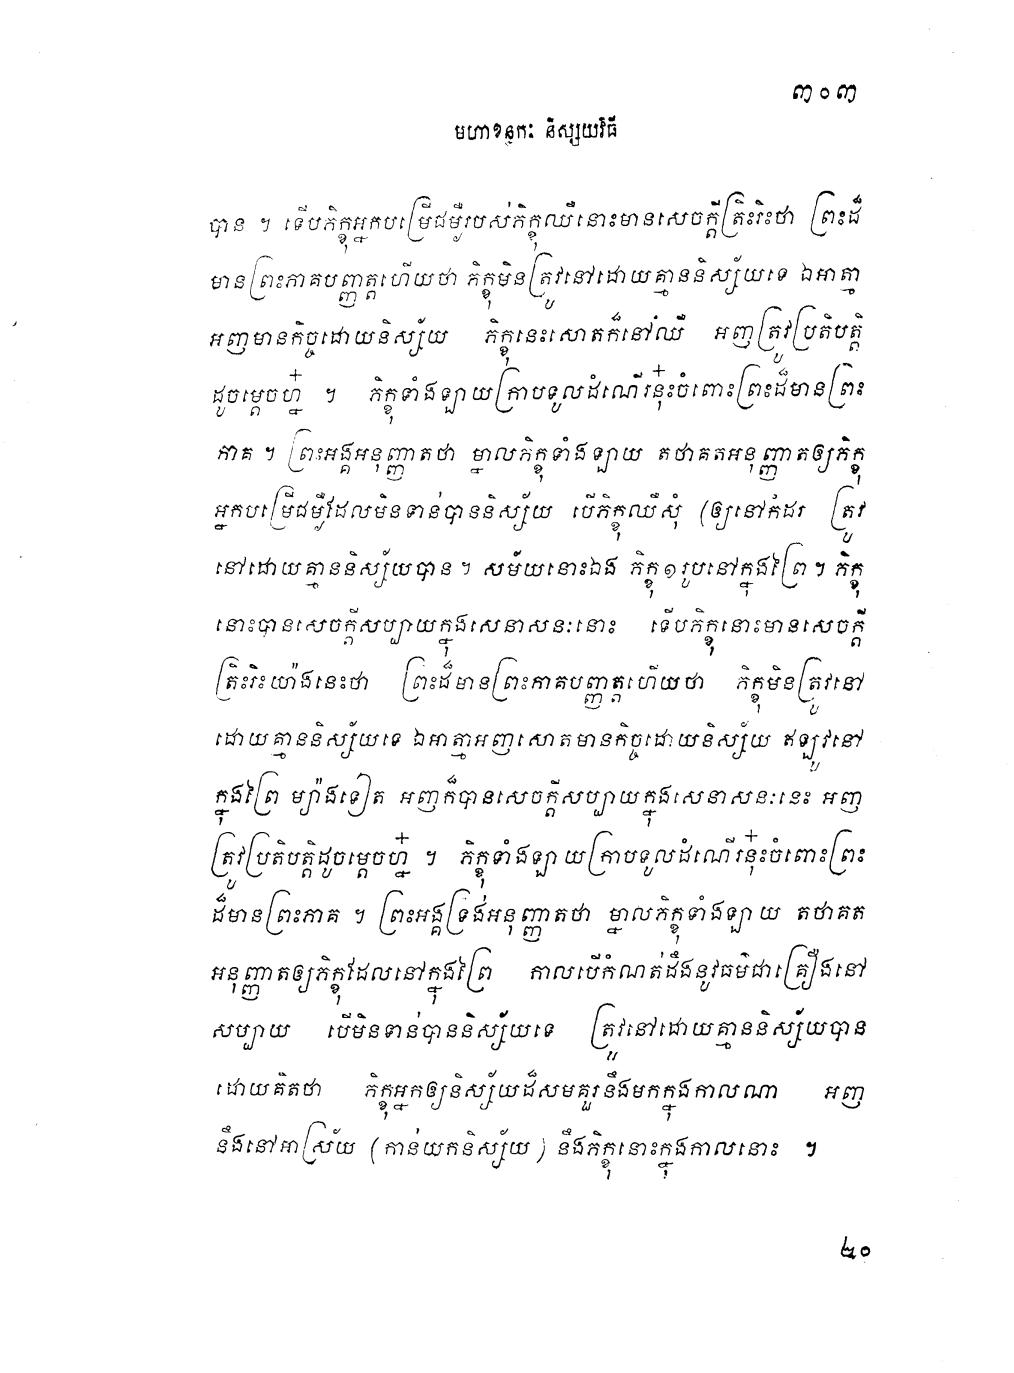 ៣០៣
មហាខន្ធកៈ និស្សយវិធី
បាន ។ ទើបភិក្ខុអ្នកបម្រើជម្ងឺរបស់ភិក្ខុឈឺនោះមានសេចក្តីត្រិះរិះថា ព្រះដ៏
មានព្រះភាគបញ្ញត្តហើយថា ភិក្ខុមិនត្រូវនៅដោយគ្មាននិស្ស័យទេ ឯអាត្មា
អញមានកិច្ចដោយនិស្ស័យ ភិក្ខុនេះសោតក៏នៅឈឺ អញត្រូវប្រតិបត្តិ
ដូចម្តេចហ្ន៎ ។ ភិក្ខុទាំងឡាយក្រាបទូលដំណើរនុ៎ះចំពោះព្រះដ៏មានព្រះ
ភាគ ។ ព្រះអង្គអនុញ្ញាតថា ម្នាលភិក្ខុទាំងឡាយ តថាគតអនុញ្ញាតឲ្យភិក្ខុ
អ្នកបម្រើជម្ងឺដែលមិនទាន់បាននិស្ស័យ បើភិក្ខុឈឺសុំ (ឲ្យនៅកំដរ ត្រូវ
នៅដោយគ្មាននិស្ស័យបាន ។ សម័យនោះឯង ភិក្ខុ១រូបនៅក្នុងព្រៃ ។ ភិក្ខុ
នោះបានសេចក្តីសប្បាយក្នុងសេនាសនៈនោះ ទើបភិក្ខុនោះមានសេចក្តី
ត្រិះរិះយ៉ាងនេះថា ព្រះដ៏មានព្រះភាគបញ្ញត្តហើយថា ភិក្ខុមិនត្រូវនៅ
ដោយគ្មាននិស្ស័យទេ ឯអាត្មាអញសោតមានកិច្ចដោយនិស្ស័យ ឥឡូវនៅ
ក្នុងព្រៃ ម្យ៉ាងទៀត អញក៏បានសេចក្តីសប្បាយក្នុងសេនាសនៈនេះ អញ
ត្រូវប្រតិបត្តិដូចម្តេចហ្ន៎ ។ ភិក្ខុទាំងឡាយក្រាបទូលដំណើរនុ៎ះចំពោះព្រះ
ដ៏មានព្រះភាគ ។ ព្រះអង្គទ្រង់អនុញ្ញាតថា ម្នាលភិក្ខុទាំងឡាយ តថាគត
អនុញ្ញាតឲ្យភិក្ខុដែលនៅក្នុងព្រៃ កាលបើកំណត់ដឹងនូវធម៌ជាគ្រឿងនៅ
សប្បាយ បើមិនទាន់បាននិស្ស័យទេ ត្រូវនៅដោយគ្មាននិស្ស័យបាន
ដោយគិតថា ភិក្ខុអ្នកឲ្យនិស្ស័យដ៏សមគួរនឹងមកក្នុងកាលណា អញ
នឹងនៅអាស្រ័យ (កាន់យកនិស្ស័យ) នឹងភិក្ខុនោះក្នុងកាលនោះ ។
២០